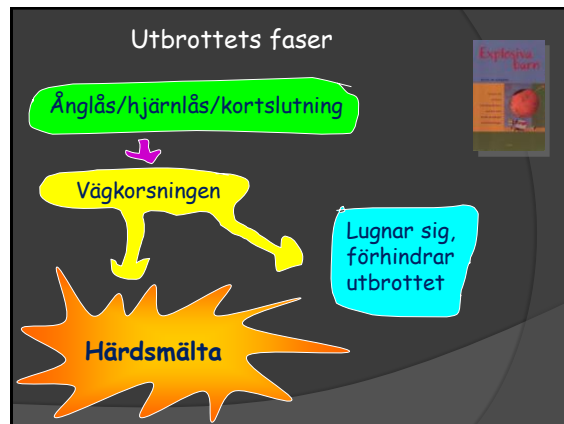 Utbrottets faser
Explosiva
barn
Ånglås/hjärnlås/kortslutning
Vägkorsningen
Lugnar sig,
förhindrar
utbrottet
Härdsmälta